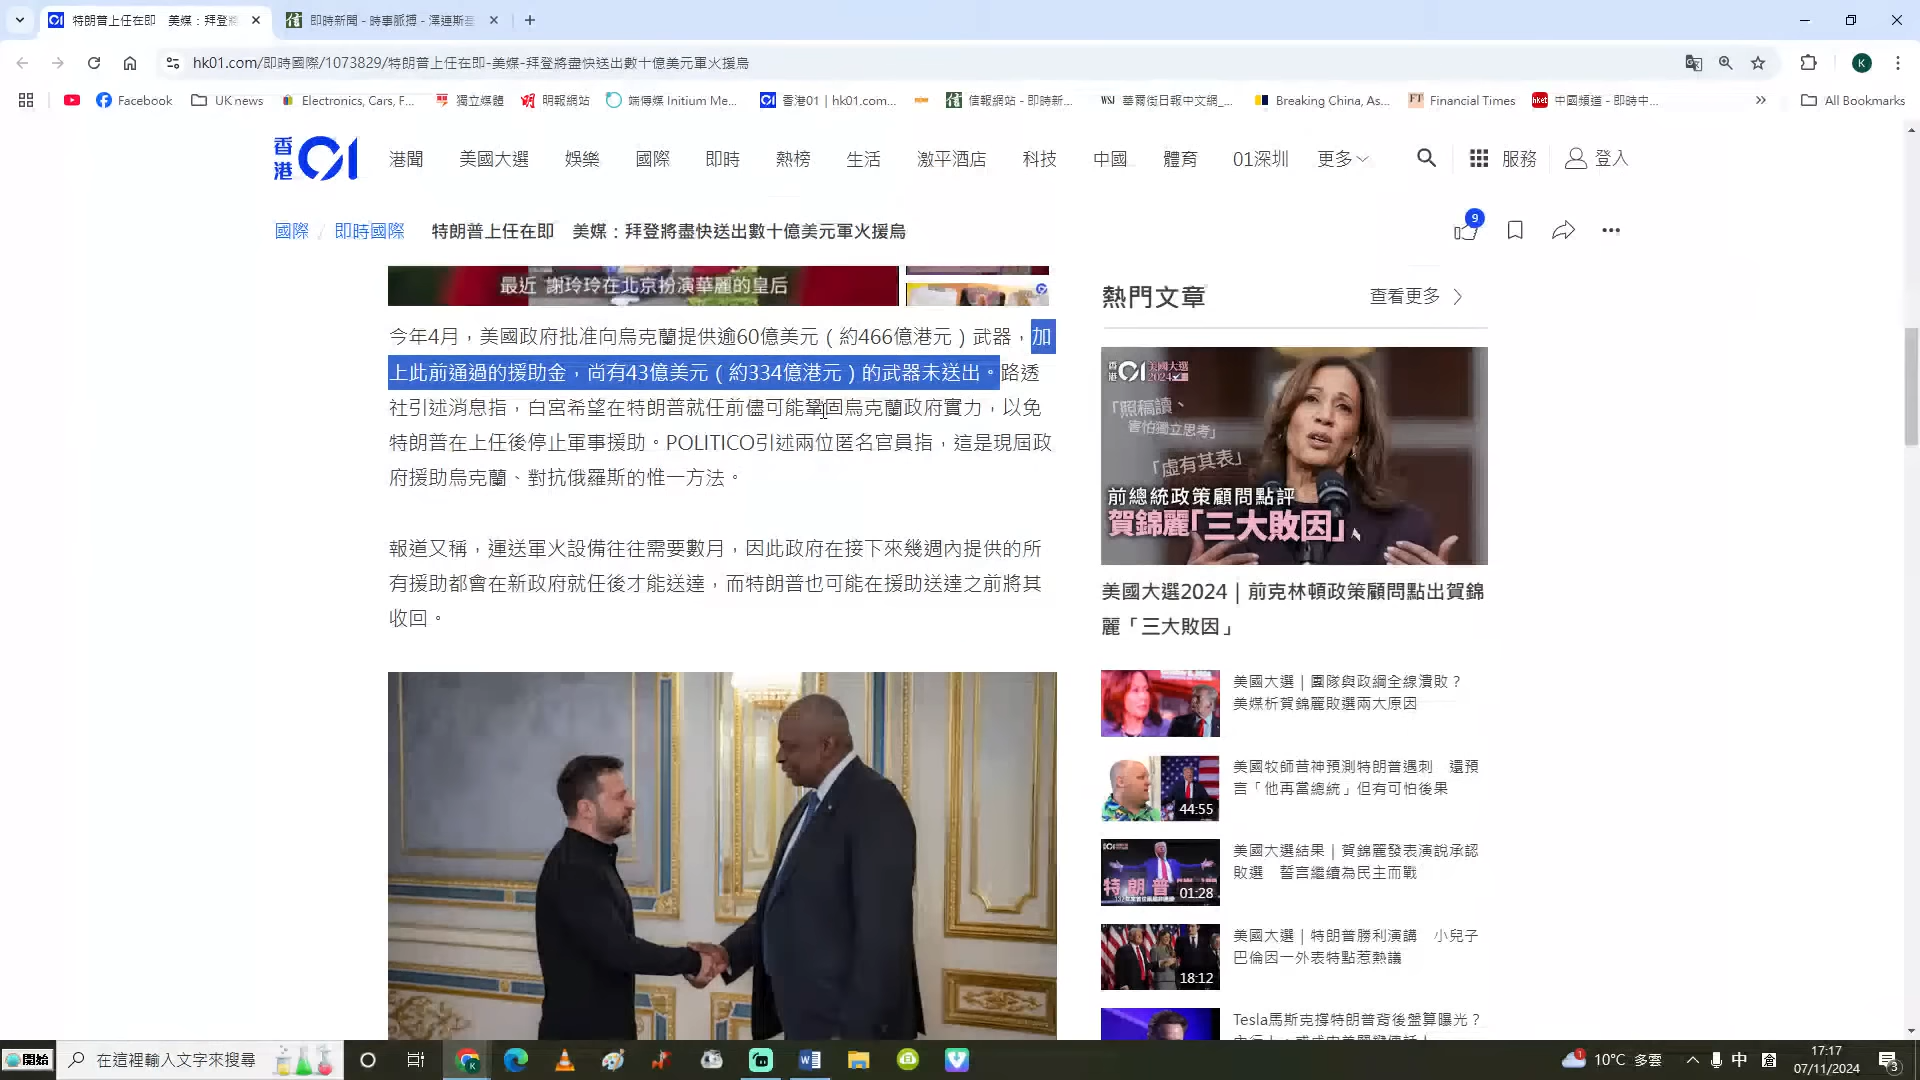 特朗普上任在即　美媒：拜登將
即時新聞 - 時事脈搏 - 澤連斯基
hk01.com/即時國際/1073829/特朗普上任在即-美媒-拜登將盡快送出數十億美元軍火援烏
K
Facebook
UK news
Electronics, Cars, F...
獨立媒體
明報網站
端傳媒 Initium Me...
香港01 | hk01.com...
信報網站 - 即時新...
WSJ 華爾街日報中文網_...
Breaking China, As...
FT Financial Times
hket 中國頻道 - 即時中...
All Bookmarks
香港01
港聞
美國大選
娛樂
國際
即時
熱榜
生活
激平酒店
科技
中國
體育
01深圳
更多
服務
登入
國際 / 即時國際 特朗普上任在即　美媒：拜登將盡快送出數十億美元軍火援烏
9
最近 謝玲玲在北京扮演華麗的皇后
今年4月，美國政府批准向烏克蘭提供逾60億美元（約466億港元）武器，加
上此前通過的援助金，尚有43億美元（約334億港元）的武器未送出。路透
社引述消息指，白宮希望在特朗普就任前儘可能鞏固烏克蘭政府實力，以免
特朗普在上任後停止軍事援助。POLITICO引述兩位匿名官員指，這是現屆政
府援助烏克蘭、對抗俄羅斯的惟一方法。
報道又稱，運送軍火設備往往需要數月，因此政府在接下來幾週內提供的所
有援助都會在新政府就任後才能送達，而特朗普也可能在援助送達之前將其
收回。
熱門文章
查看更多
香港01 美國大選 2024
「照稿讀、
害怕獨立思考」
「虛有其表」
前總統政策顧問點評
賀錦麗「三大敗因」
美國大選2024｜前克林頓政策顧問點出賀錦
麗「三大敗因」
美國大選｜團隊與政綱全線潰敗？
美媒析賀錦麗敗選兩大原因
美國牧師昔神預測特朗普遇刺　還預
言「他再當總統」但有可怕後果
44:55
美國大選結果｜賀錦麗發表演說承認
敗選　誓言繼續為民主而戰
特朗普
01:28
美國大選｜特朗普勝利演講　小兒子
巴倫因一外表特點惹熱議
18:12
Tesla馬斯克撐特朗普背後盤算曝光？
開始
在這裡輸入文字來搜尋
1
10°C 多雲
中
倉
17:17
07/11/2024
3